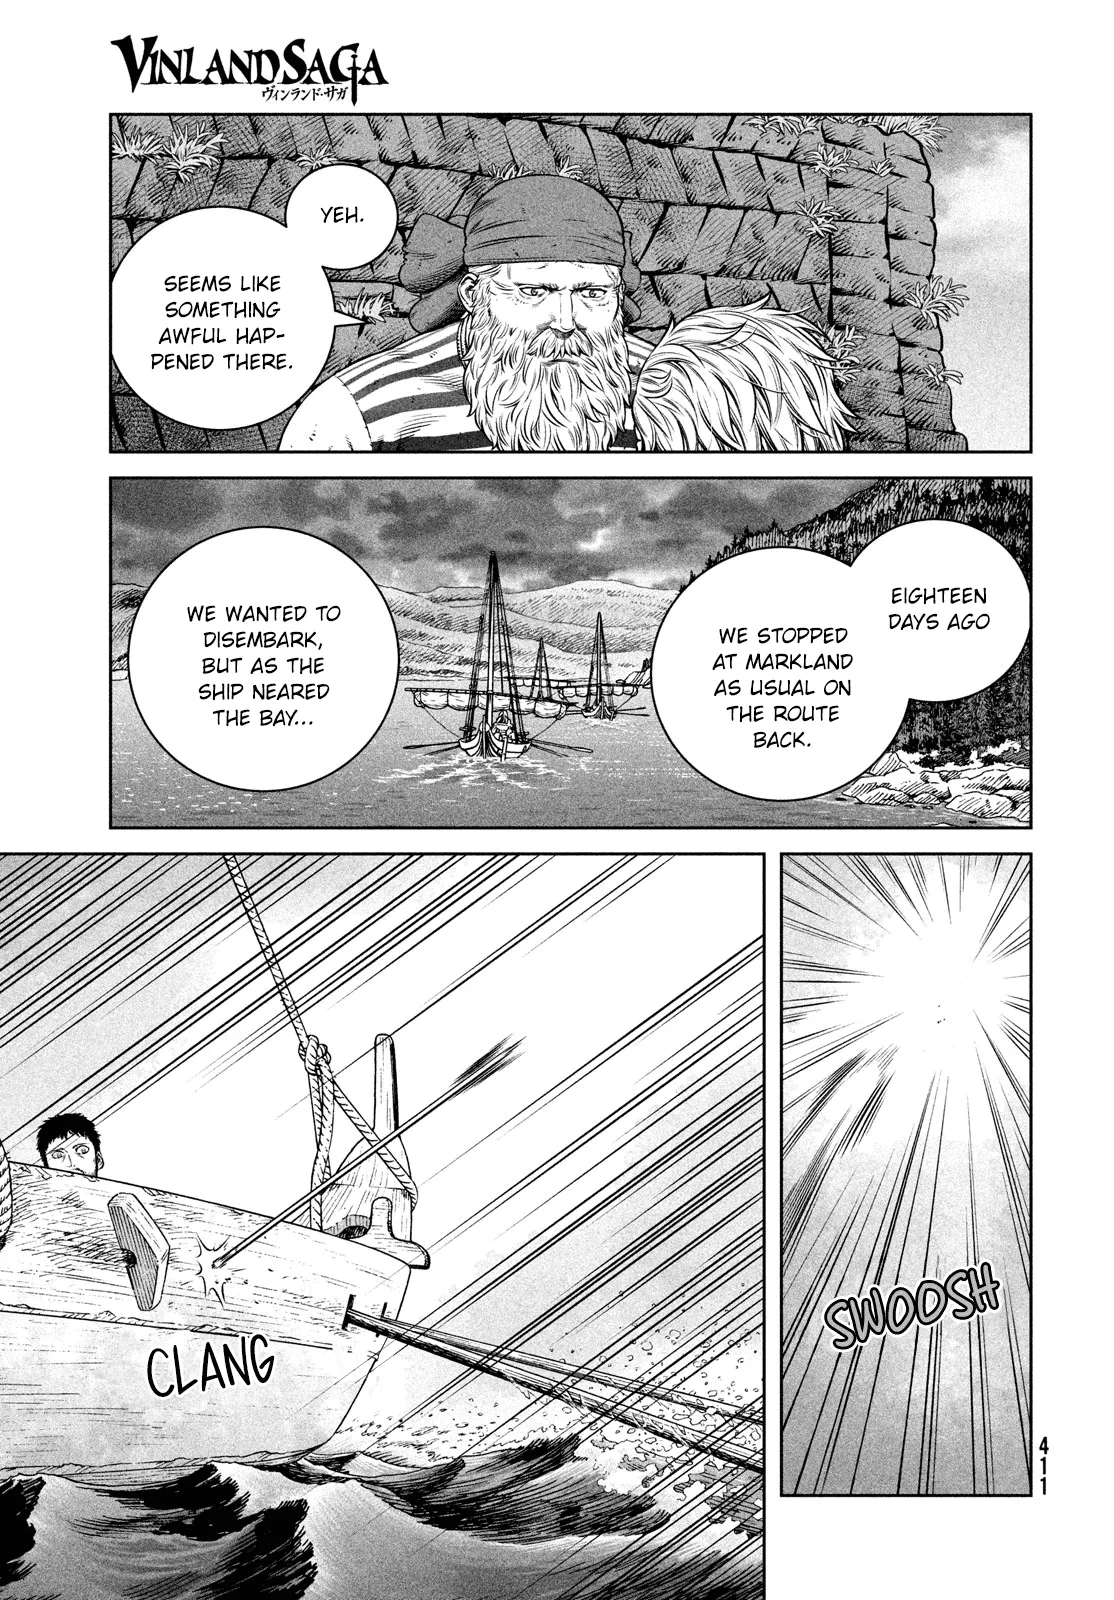 VINLAND SAGA
ヴィンランド・サガ
YEH.
SEEMS LIKE
SOMETHING
AWFUL HAP-
PENED THERE.
EIGHTEEN
DAYS AGO
WE STOPPED
AT MARKLAND
AS USUAL ON
THE ROUTE
BACK.
WE WANTED TO
DISEMBARK,
BUT AS THE
SHIP NEARED
THE BAY...
SWOOSH
CLANG
411